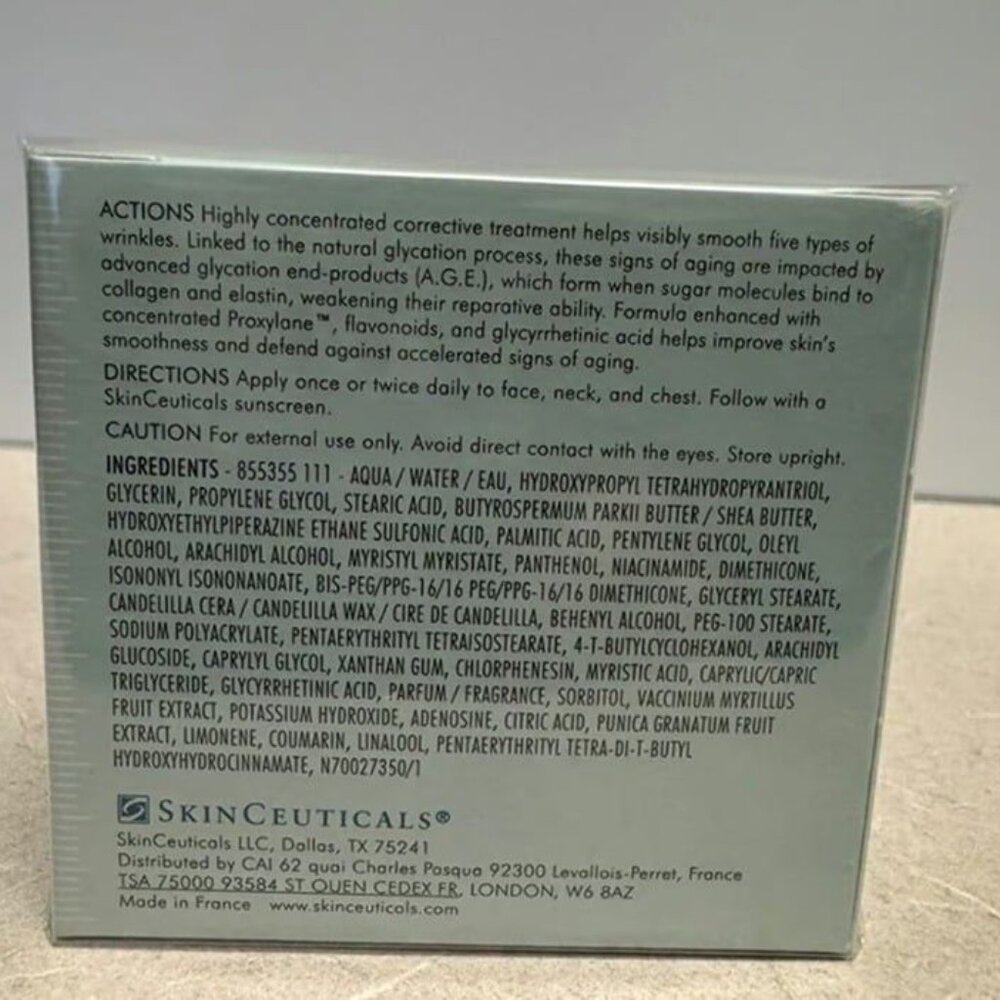 ACTIONS Highly concentrated corrective treatment helps visibly smooth five types of
wrinkles. Linked to the natural glycation process, these signs of aging are impacted by
advanced glycation end-products (A.G.E.), which form when sugar molecules bind to
collagen and elastin, weakening their reparative ability. Formula enhanced with
concentrated Proxylane™, flavonoids, and glycyrrhetinic acid helps improve skin's
smoothness and defend against accelerated signs of aging.
DIRECTIONS Apply once or twice daily to face, neck, and chest. Follow with a
SkinCeuticals sunscreen.
CAUTION For external use only. Avoid direct contact with the eyes. Store upright.
INGREDIENTS - 855355 111 - AQUA / WATER / EAU, HYDROXYPROPYL TETRAHYDROPYRANTRIOL,
GLYCERIN, PROPYLENE GLYCOL, STEARIC ACID, BUTYROSPERMUM PARKII BUTTER / SHEA BUTTER,
HYDROXYETHYLPIPERAZINE ETHANE SULFONIC ACID, PALMITIC ACID, PENTYLENE GLYCOL, OLEYL
ALCOHOL, ARACHIDYL ALCOHOL, MYRISTYL MYRISTATE, PANTHENOL, NIACINAMIDE, DIMETHICONE,
ISONONYL ISONONANOATE, BIS-PEG/PPG-16/16 PEG/PPG-16/16 DIMETHICONE, GLYCERYL STEARATE,
CANDELILLA CERA / CANDELILLA WAX / CIRE DE CANDELILLA, BEHENYL ALCOHOL, PEG-100 STEARATE,
SODIUM POLYACRYLATE, PENTAERYTHRITYL TETRAISOSTEARATE, 4-T-BUTYLCYCLOHEXANOL, ARACHIDYL
GLUCOSIDE, CAPRYLYL GLYCOL, XANTHAN GUM, CHLORPHENESIN, MYRISTIC ACID, CAPRYLIC/CAPRIC
TRIGLYCERIDE, GLYCYRRHETINIC ACID, PARFUM / FRAGRANCE, SORBITOL, VACCINIUM MYRTILLUS
FRUIT EXTRACT, POTASSIUM HYDROXIDE, ADENOSINE, CITRIC ACID, PUNICA GRANATUM FRUIT
EXTRACT, LIMONENE, COUMARIN, LINALOOL, PENTAERYTHRITYL TETRA-DI-T-BUTYL
HYDROXYHYDROCINNAMATE, N70027350/1
SKINCEUTICALS®
SkinCeuticals LLC, Dallas, TX 75241
Distributed by CAI 62 quai Charles Pasqua 92300 Levallois-Perret, France
TSA 75000 93584 ST OUEN CEDEX FR, LONDON, W6 8AZ
Made in France www.skinceuticals.com